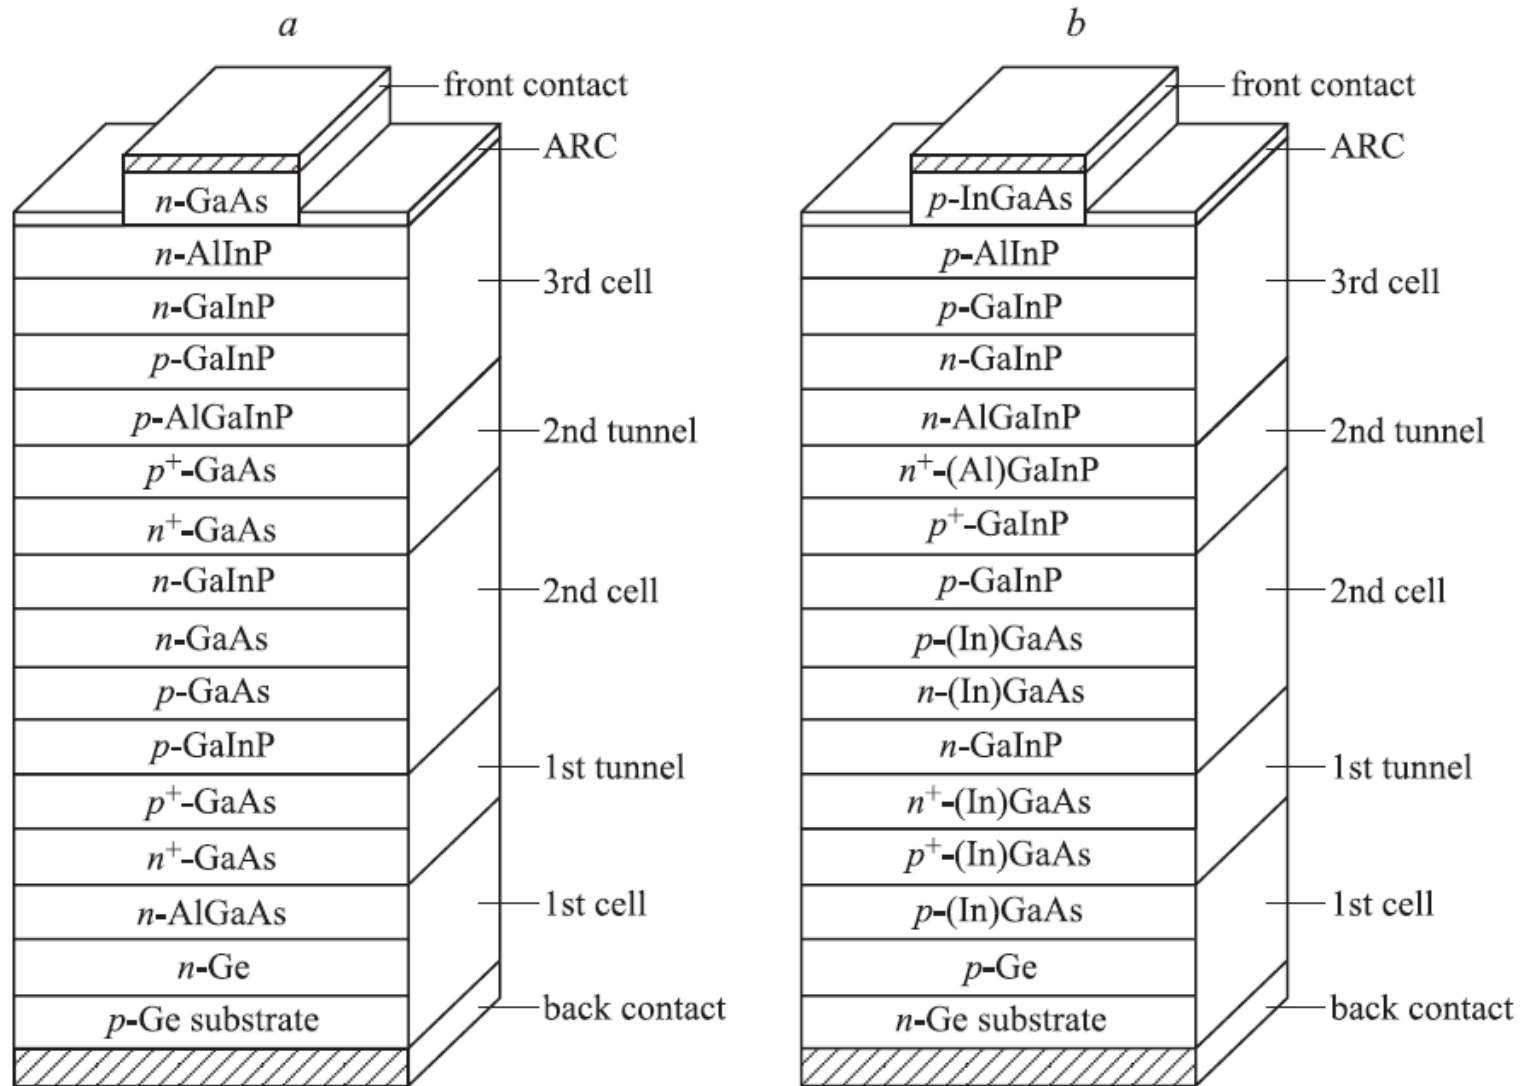 a
front contact
ARC
n-GaAs
n-AlInP
n-GaInP
3rd cell
p-GaInP
p-AlGaInP
2nd tunnel
p⁺-GaAs
n⁺-GaAs
n-GaInP
2nd cell
n-GaAs
p-GaAs
p-GaInP
1st tunnel
p⁺-GaAs
n⁺-GaAs
n-AlGaAs
1st cell
n-Ge
p-Ge substrate
back contact
b
front contact
ARC
p-InGaAs
p-AlInP
p-GaInP
3rd cell
n-GaInP
n-AlGaInP
2nd tunnel
n⁺-(Al)GaInP
p⁺-GaInP
p-GaInP
2nd cell
p-(In)GaAs
n-(In)GaAs
n-GaInP
1st tunnel
n⁺-(In)GaAs
p⁺-(In)GaAs
p-(In)GaAs
1st cell
p-Ge
n-Ge substrate
back contact